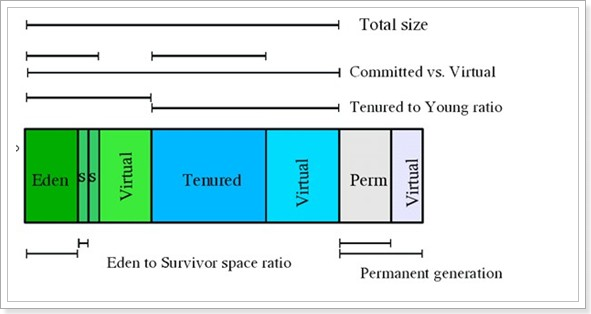 Total size
Committed vs. Virtual
Tenured to Young ratio
Eden
S
S
Virtual
Tenured
Virtual
Perm
Virtual
Eden to Survivor space ratio
Permanent generation